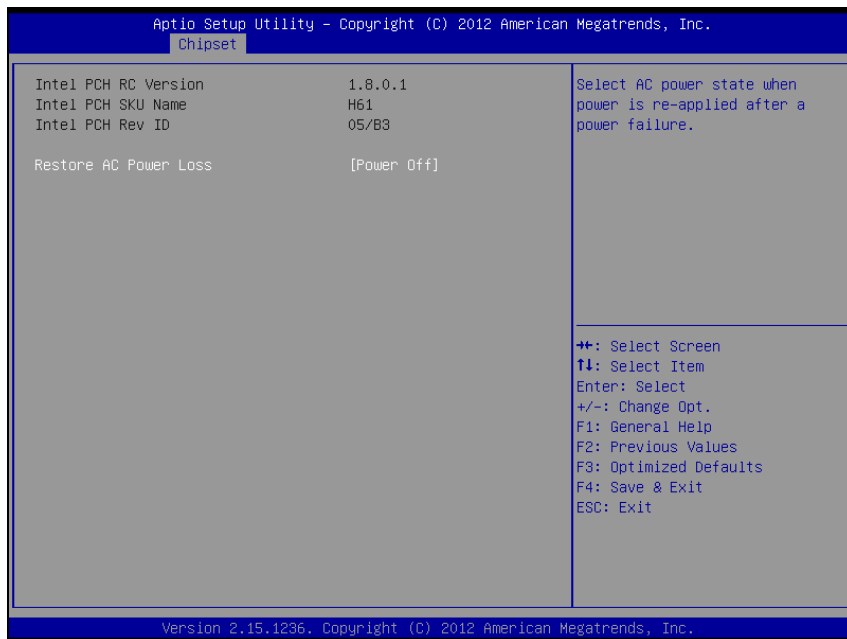 Aptio Setup Utility – Copyright (C) 2012 American Megatrends, Inc.
Chipset
Intel PCH RC Version 1.8.0.1
Intel PCH SKU Name H61
Intel PCH Rev ID 05/B3
Restore AC Power Loss [Power Off]
Select AC power state when
power is re-applied after a
power failure.
→←: Select Screen
↑↓: Select Item
Enter: Select
+/-: Change Opt.
F1: General Help
F2: Previous Values
F3: Optimized Defaults
F4: Save & Exit
ESC: Exit
Version 2.15.1236. Copyright (C) 2012 American Megatrends, Inc.